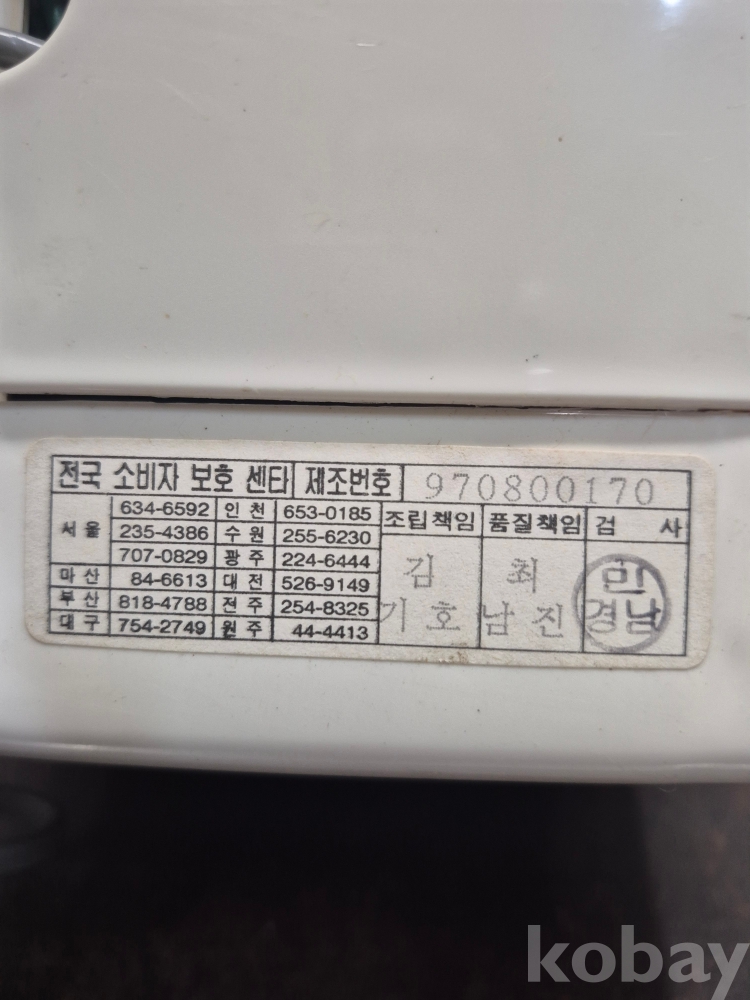 전국 소비자 보호 센타 제조번호 970800170
서울 634-6592 인천 653-0185 조립책임 품질책임 검 사
235-4386 수원 255-6230
707-0829 광주 224-6444 김 최 민
마산 84-6613 대전 526-9149
부산 818-4788 전주 254-8325 기호 남진 경남
대구 754-2749 원주 44-4413
kobay